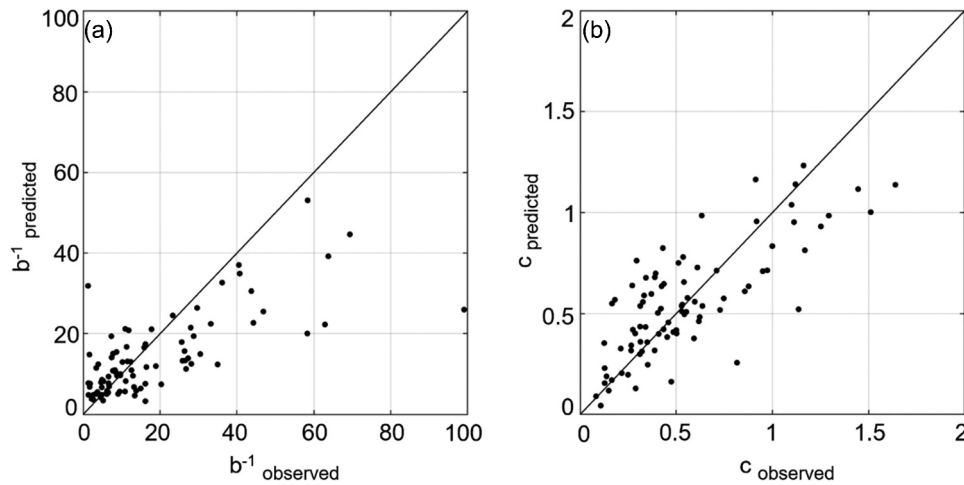 (a)
100
80
60
40
20
0
0 20 40 60 80 100
b⁻¹ predicted
b⁻¹ observed
(b)
2
1.5
1
0.5
0
0 0.5 1 1.5 2
c predicted
c observed